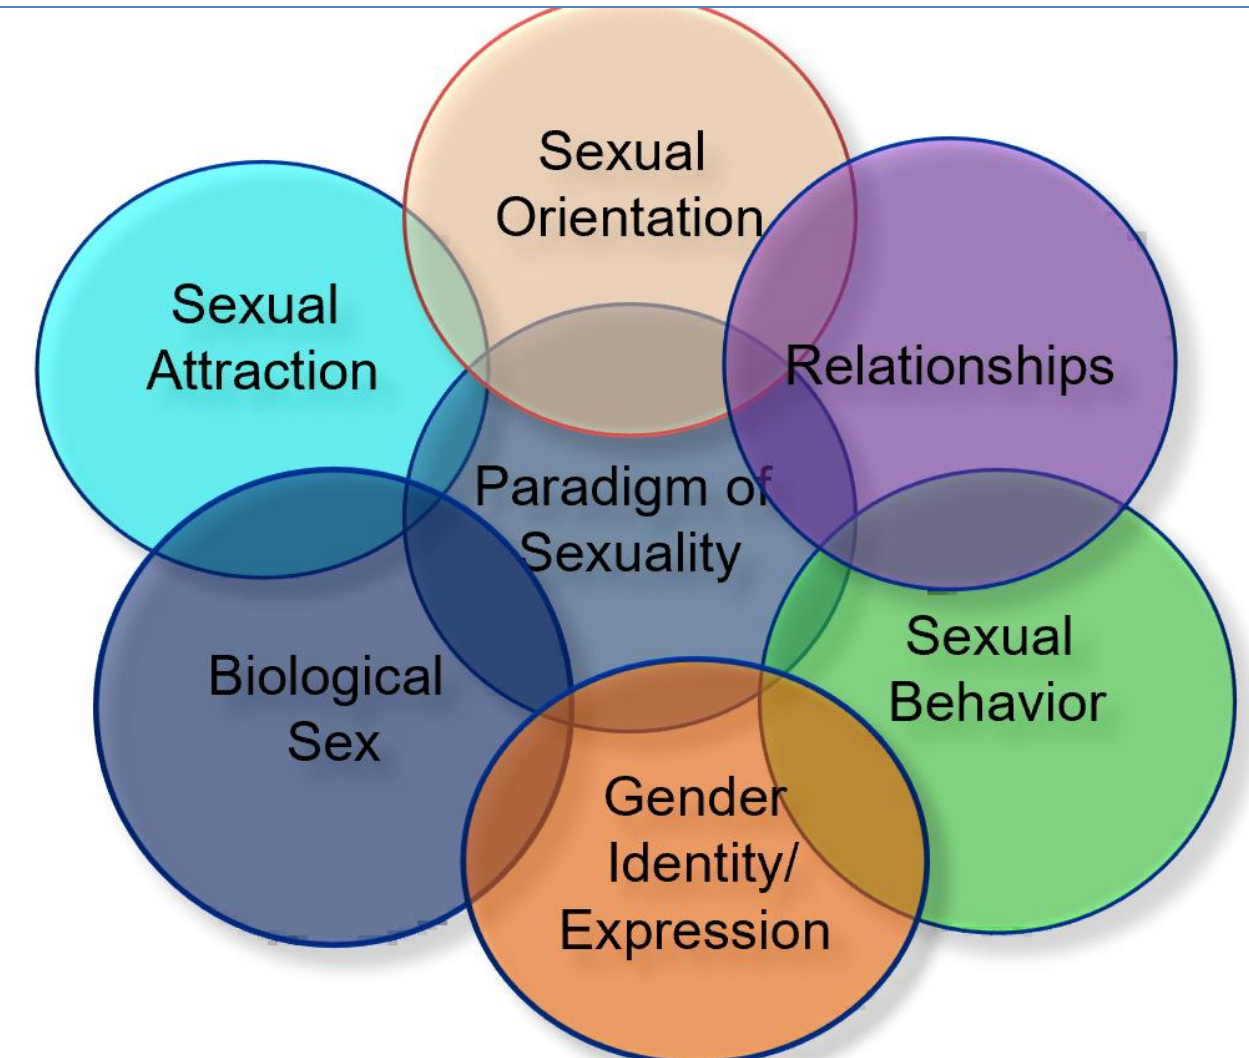 Sexual
Orientation
Sexual
Attraction
Relationships
Paradigm of
Sexuality
Sexual
Behavior
Biological
Sex
Gender
Identity/
Expression